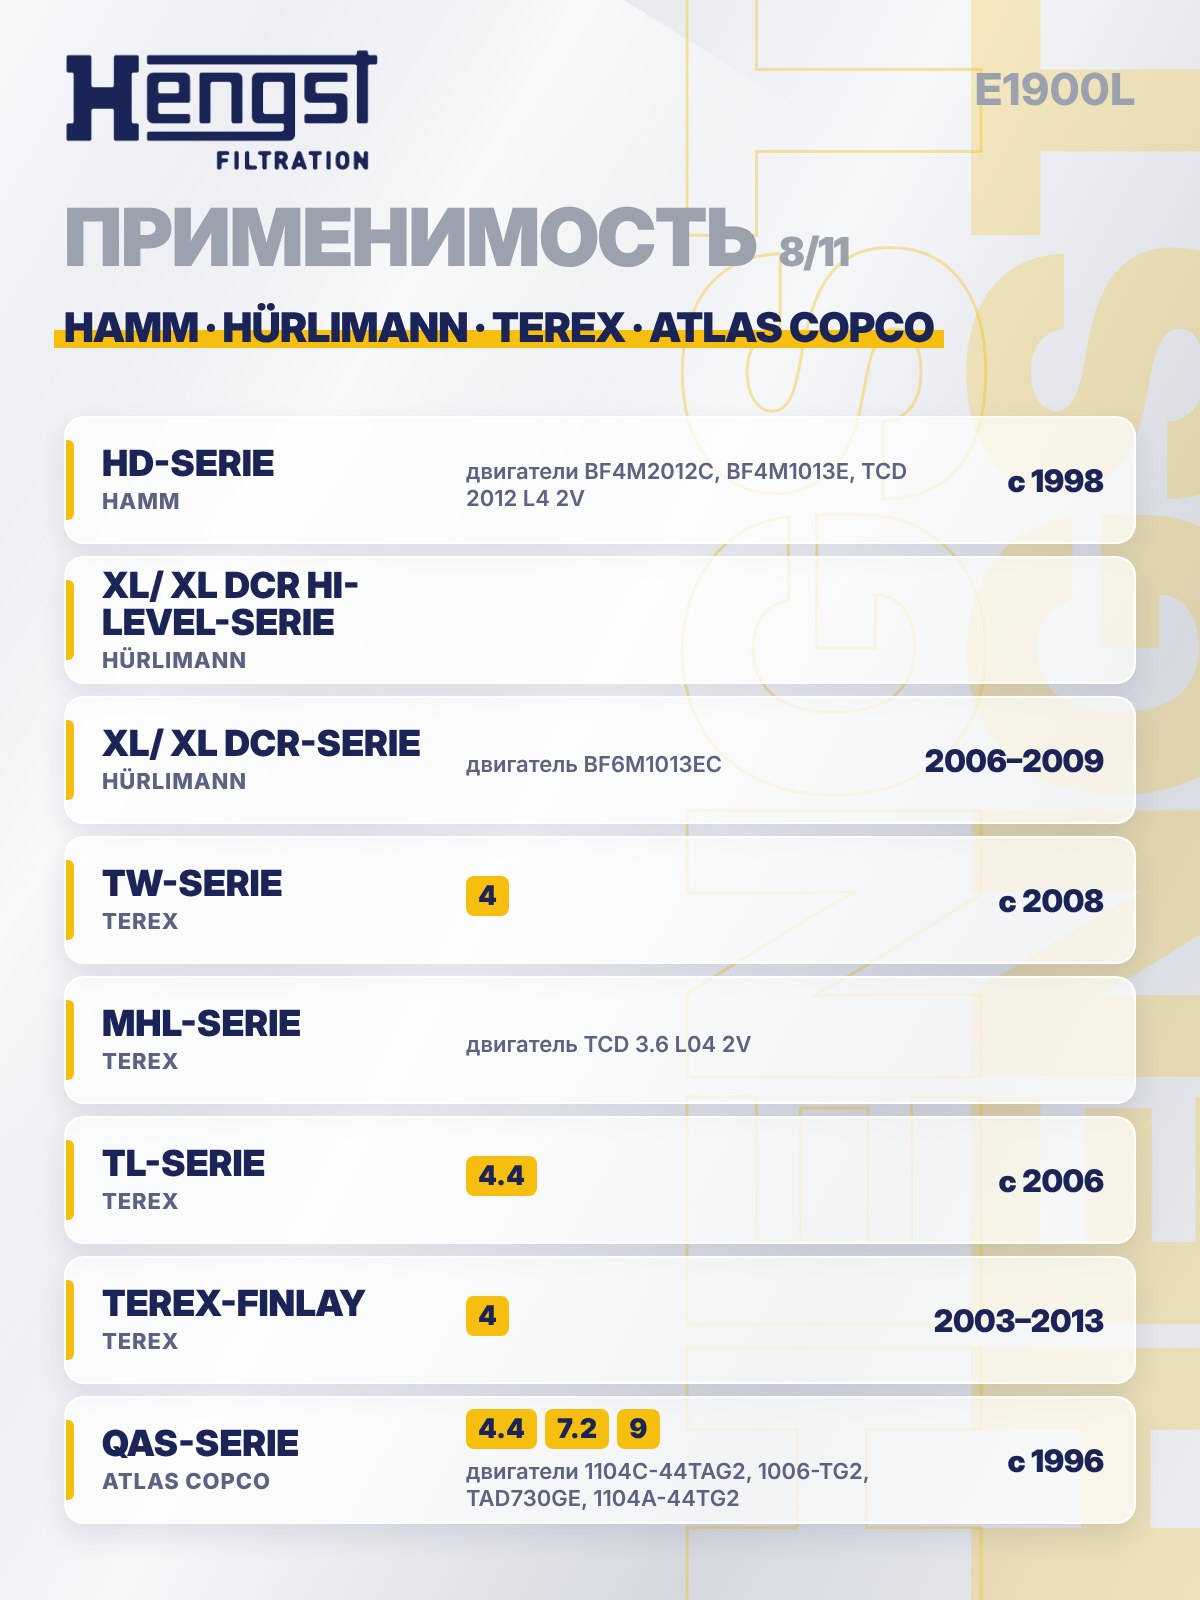 Hengst
FILTRATION
E1900L
ПРИМЕНИМОСТЬ 8/11
HAMM · HÜRLIMANN · TEREX · ATLAS COPCO
HD-SERIE
HAMM
двигатели BF4M2012C, BF4M1013E, TCD
2012 L4 2V
с 1998
XL/ XL DCR HI-
LEVEL-SERIE
HÜRLIMANN
XL/ XL DCR-SERIE
HÜRLIMANN
двигатель BF6M1013EC
2006–2009
TW-SERIE
TEREX
4
с 2008
MHL-SERIE
TEREX
двигатель TCD 3.6 L04 2V
TL-SERIE
TEREX
4.4
с 2006
TEREX-FINLAY
TEREX
4
2003–2013
QAS-SERIE
ATLAS COPCO
4.4 7.2 9
двигатели 1104C-44TAG2, 1006-TG2,
TAD730GE, 1104A-44TG2
с 1996
HENGST
HENGST